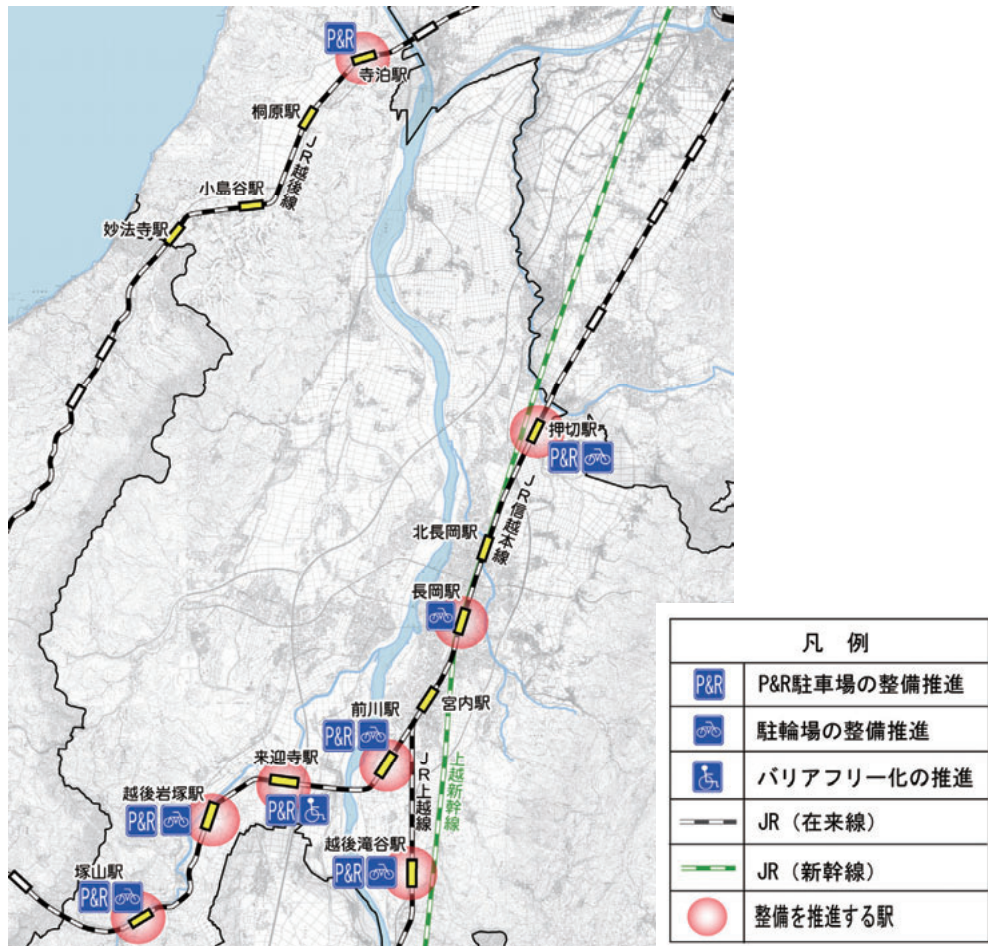 P&R
寺泊駅
桐原駅
JR越後線
小島谷駅
妙法寺駅
押切駅
P&R
JR信越本線
北長岡駅
長岡駅
宮内駅
前川駅
P&R
来迎寺駅
P&R
越後岩塚駅
P&R
JR上越線
上越新幹線
越後滝谷駅
P&R
塚山駅
P&R
凡 例
P&R P&R駐車場の整備推進
駐輪場の整備推進
バリアフリー化の推進
JR(在来線)
JR(新幹線)
整備を推進する駅